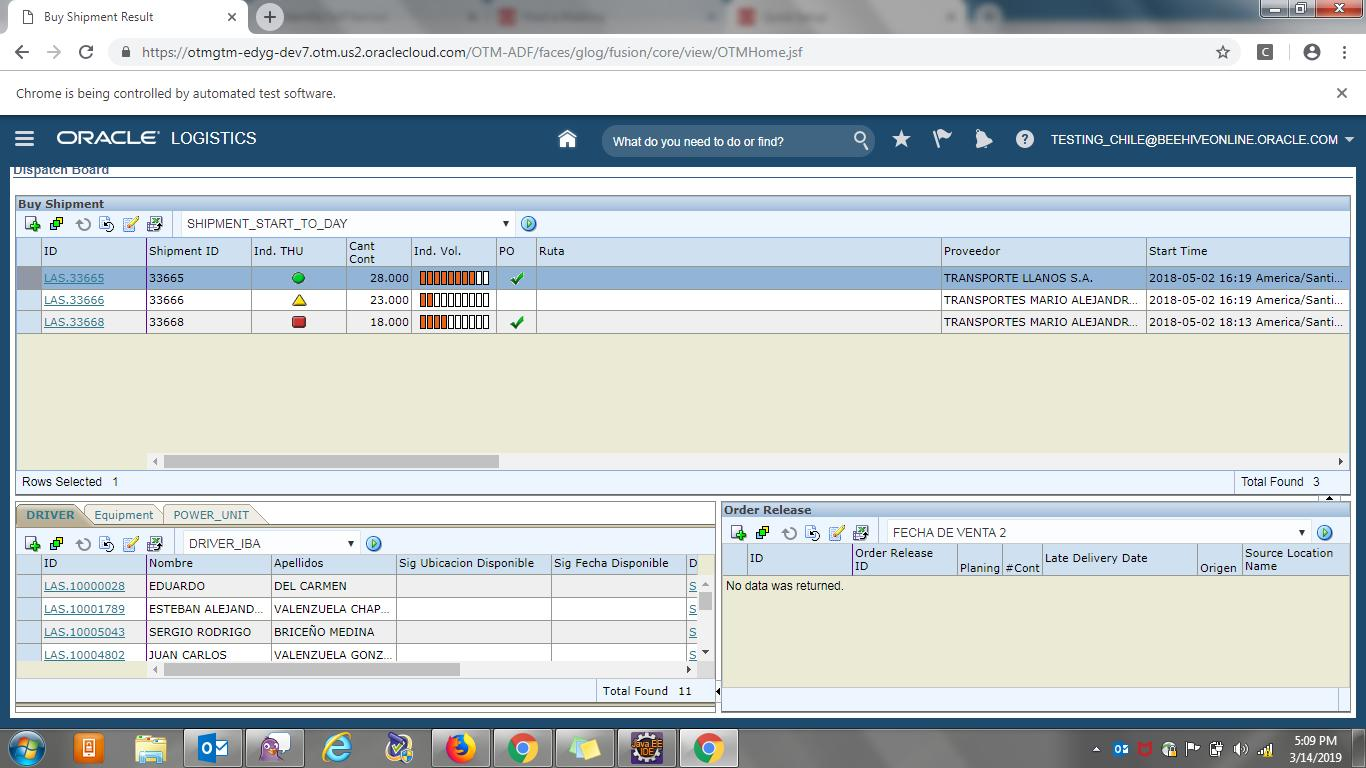 Buy Shipment Result
https://otmgtm-edyg-dev7.otm.us2.oraclecloud.com/OTM-ADF/faces/glog/fusion/core/view/OTMHome.jsf
C
Chrome is being controlled by automated test software.
ORACLE LOGISTICS
What do you need to do or find?
TESTING_CHILE@BEEHIVEONLINE.ORACLE.COM
Dispatch Board
Buy Shipment
SHIPMENT_START_TO_DAY
ID Shipment ID Ind. THU Cant Cont Ind. Vol. PO Ruta Proveedor Start Time
LAS.33665 33665 28.000 TRANSPORTE LLANOS S.A. 2018-05-02 16:19 America/Santi...
LAS.33666 33666 23.000 TRANSPORTES MARIO ALEJANDR... 2018-05-02 16:19 America/Santi...
LAS.33668 33668 18.000 TRANSPORTES MARIO ALEJANDR... 2018-05-02 18:13 America/Santi...
Rows Selected 1 Total Found 3
DRIVER Equipment POWER_UNIT
DRIVER_IBA
ID Nombre Apellidos Sig Ubicacion Disponible Sig Fecha Disponible D
LAS.10000028 EDUARDO DEL CARMEN S
LAS.10001789 ESTEBAN ALEJAND... VALENZUELA CHAP... S
LAS.10005043 SERGIO RODRIGO BRICEÑO MEDINA S
LAS.10004802 JUAN CARLOS VALENZUELA GONZ... S
Total Found 11
Order Release
FECHA DE VENTA 2
ID Order Release ID Planing #Cont Late Delivery Date Origen Source Location Name
No data was returned.
Java EE
IDE
5:09 PM
3/14/2019